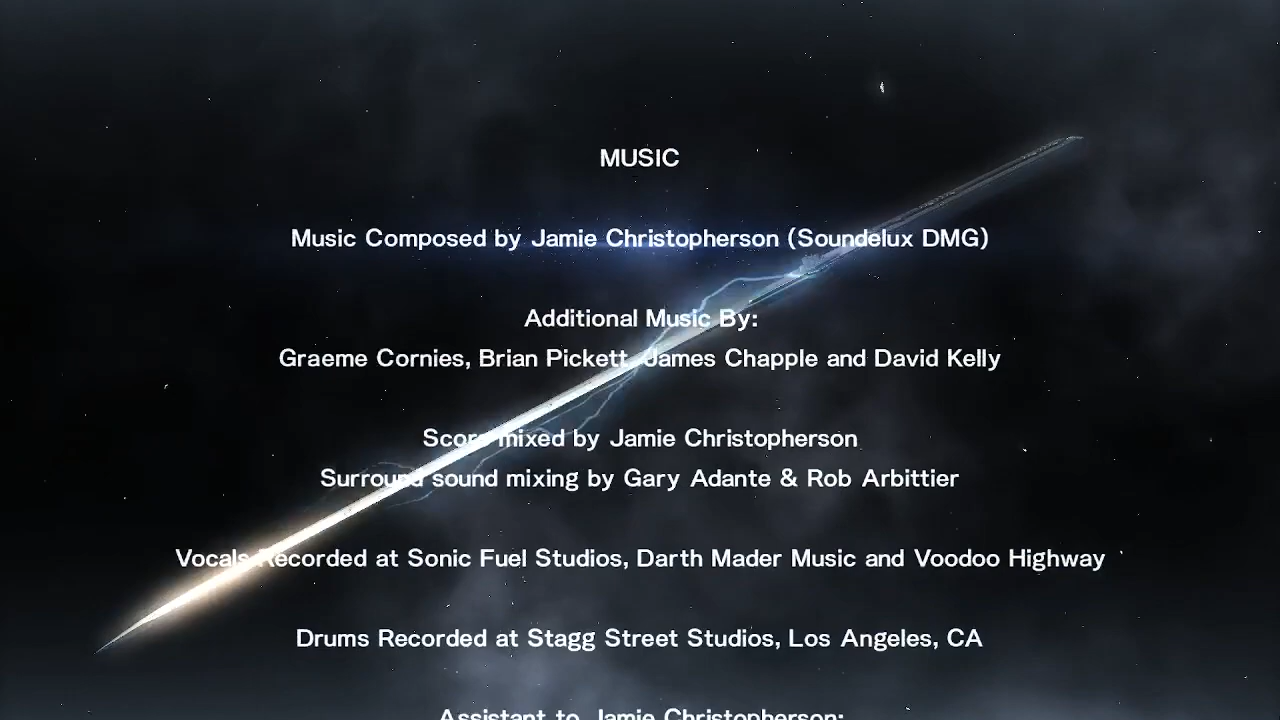 MUSIC
Music Composed by Jamie Christopherson (Soundelux DMG)
Additional Music By:
Graeme Cornies, Brian Pickett, James Chapple and David Kelly
Score mixed by Jamie Christopherson
Surround sound mixing by Gary Adante & Rob Arbittier
Vocals Recorded at Sonic Fuel Studios, Darth Mader Music and Voodoo Highway
Drums Recorded at Stagg Street Studios, Los Angeles, CA
Assistant to Jamie Christopherson: